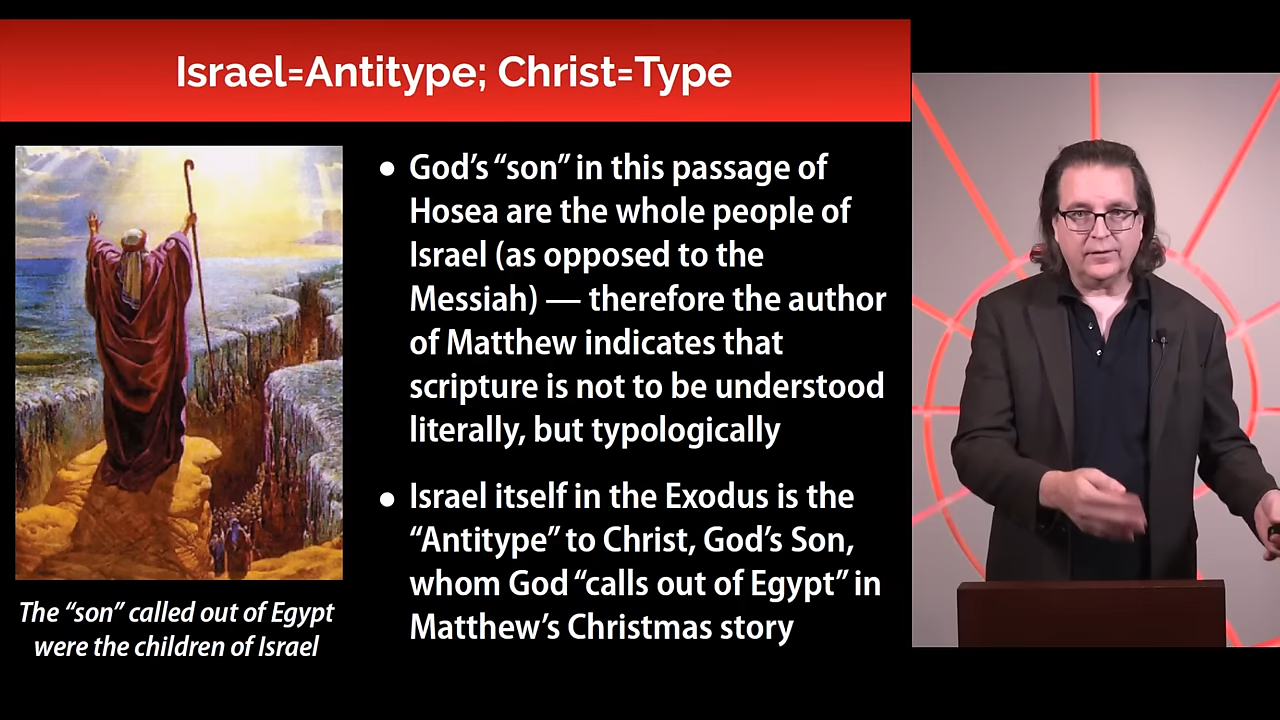 Israel=Antitype; Christ=Type
• God’s “son” in this passage of
Hosea are the whole people of
Israel (as opposed to the
Messiah) — therefore the author
of Matthew indicates that
scripture is not to be understood
literally, but typologically
• Israel itself in the Exodus is the
“Antitype” to Christ, God’s Son,
whom God “calls out of Egypt” in
Matthew’s Christmas story
The “son” called out of Egypt
were the children of Israel